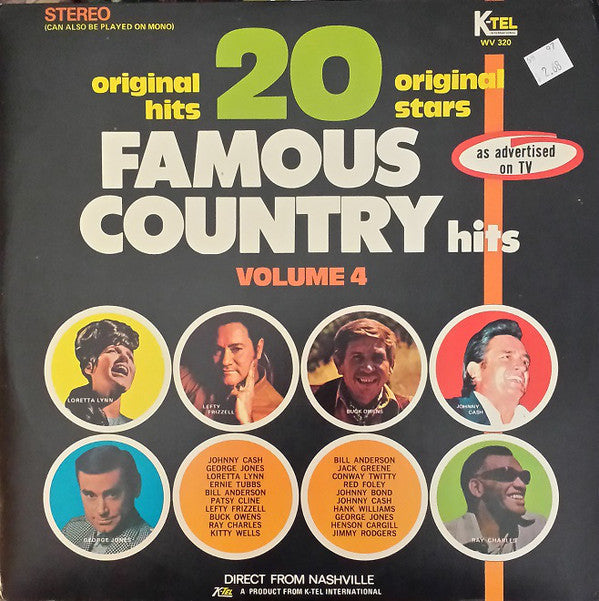 STEREO
(CAN ALSO BE PLAYED ON MONO)
K-TEL
WV 320
2.68
original
hits
20
original
stars
FAMOUS
COUNTRY hits
as advertised
on TV
VOLUME 4
LORETTA LYNN
LEFTY
FRIZZELL
BUCK OWENS
JOHNNY
CASH
GEORGE JONES
JOHNNY CASH
GEORGE JONES
LORETTA LYNN
ERNIE TUBBS
BILL ANDERSON
PATSY CLINE
LEFTY FRIZZELL
BUCK OWENS
RAY CHARLES
KITTY WELLS
BILL ANDERSON
JACK GREENE
CONWAY TWITTY
RED FOLEY
JOHNNY BOND
JOHNNY CASH
HANK WILLIAMS
GEORGE JONES
HENSON CARGILL
JIMMY RODGERS
RAY CHARLES
DIRECT FROM NASHVILLE
K-TEL A PRODUCT FROM K-TEL INTERNATIONAL